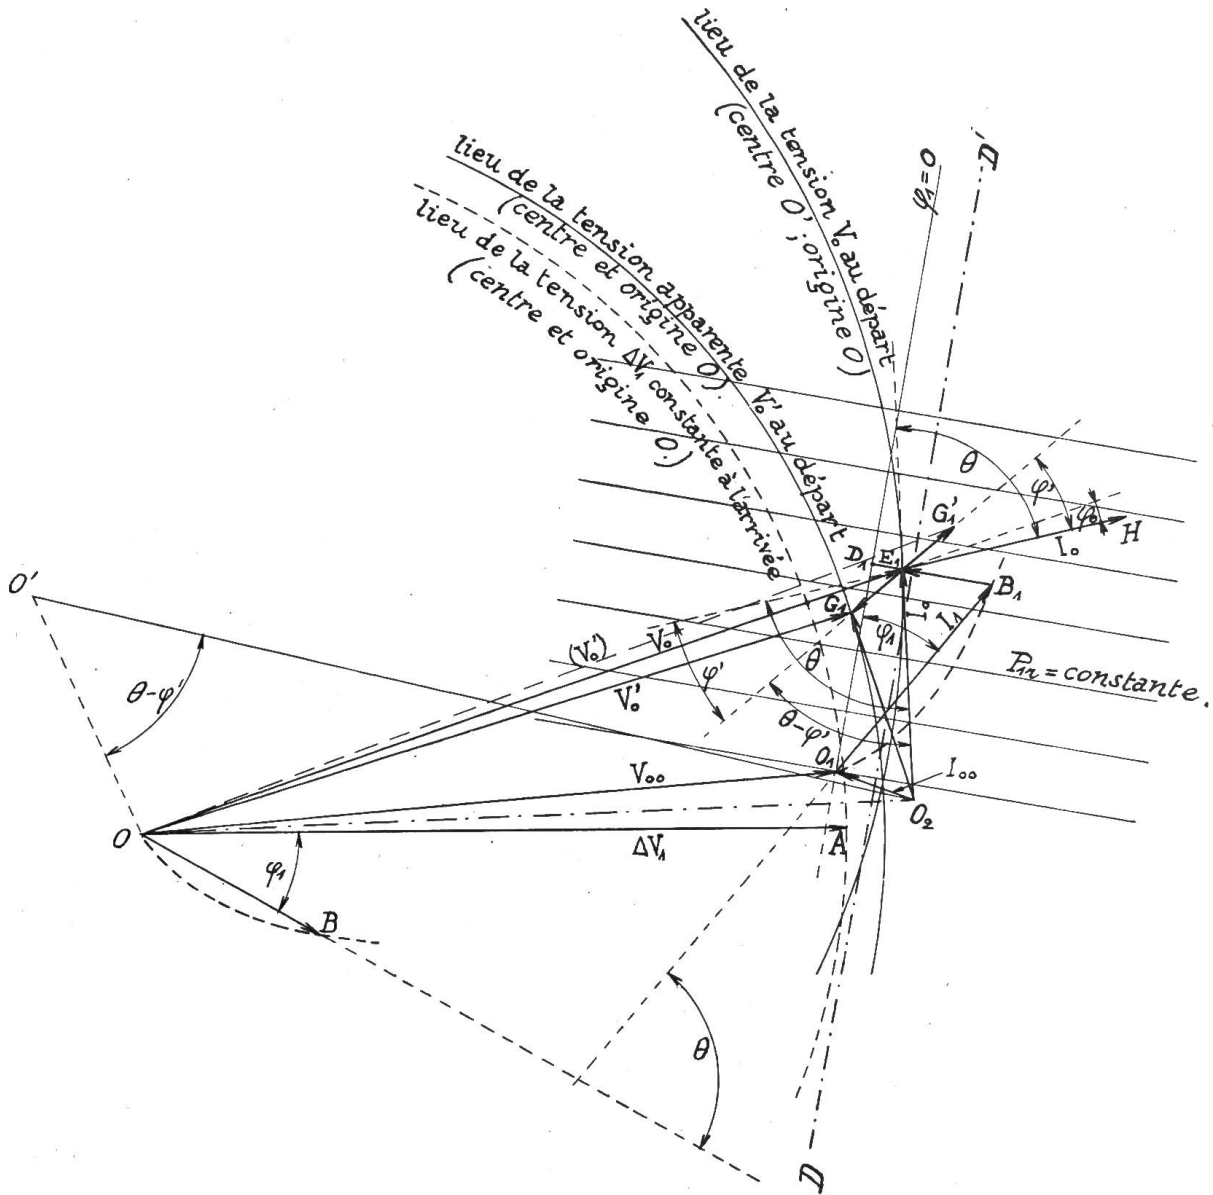 lieu de la tension V₀ au départ
(centre O'; origine O)
lieu de la tension apparente V'₀ au départ
(centre et origine O)
lieu de la tension ΔV₁ constante à l'arrivée
(centre et origine O.)
φ₁=0
D'
θ
φ'
φ₀
G'₁
I₀
H
D₁
E₁
B₁
G₁
I₀
I₁
φ₁
O'
(V'₀)
V₀
V'₀
φ'
θ
P₁r = constante.
θ-φ'
θ-φ'
O₁
I₀₀
V₀₀
O₂
O
ΔV₁
A
φ₁
B
θ
D